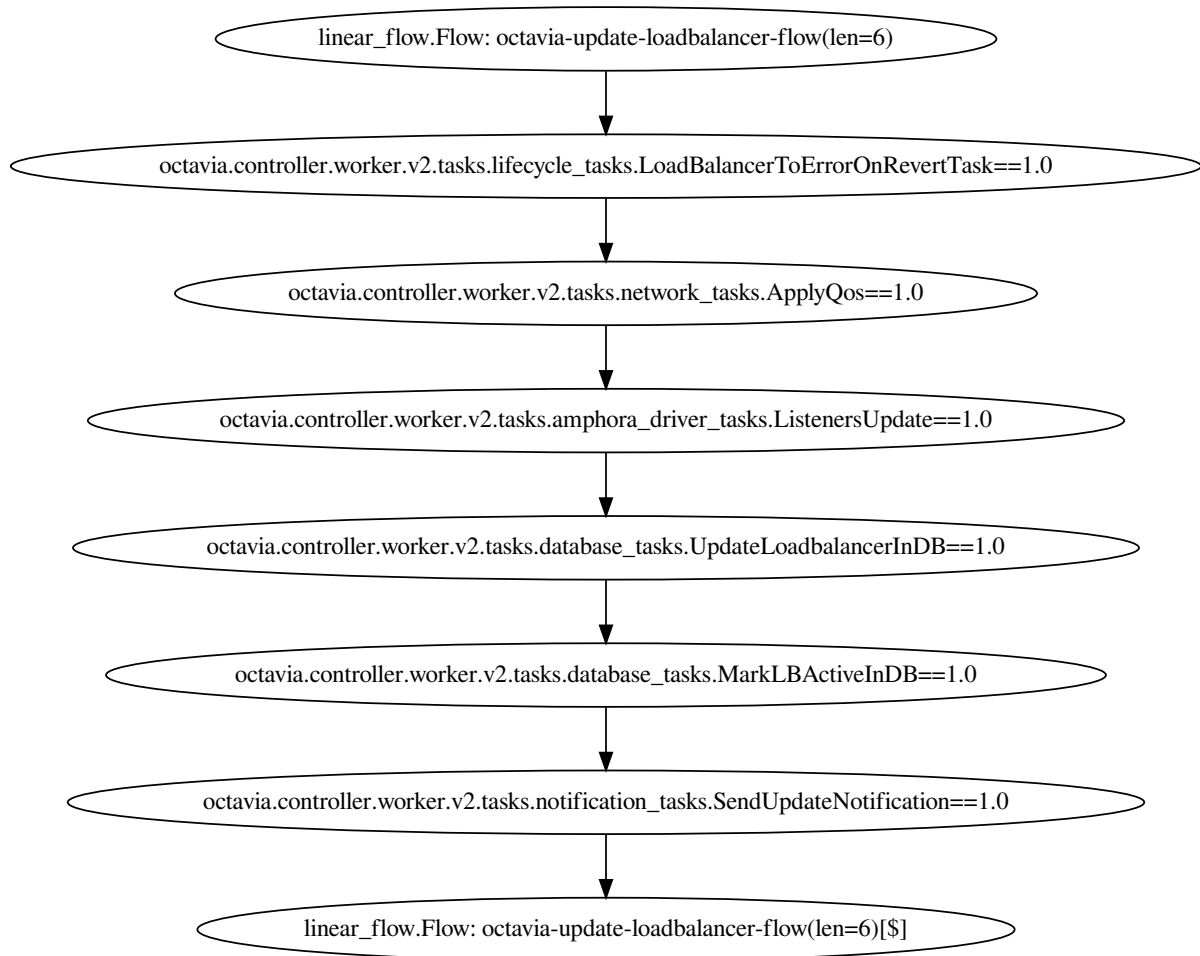 linear_flow.Flow: octavia-update-loadbalancer-flow(len=6)
octavia.controller.worker.v2.tasks.lifecycle_tasks.LoadBalancerToErrorOnRevertTask==1.0
octavia.controller.worker.v2.tasks.network_tasks.ApplyQos==1.0
octavia.controller.worker.v2.tasks.amphora_driver_tasks.ListenersUpdate==1.0
octavia.controller.worker.v2.tasks.database_tasks.UpdateLoadbalancerInDB==1.0
octavia.controller.worker.v2.tasks.database_tasks.MarkLBActiveInDB==1.0
octavia.controller.worker.v2.tasks.notification_tasks.SendUpdateNotification==1.0
linear_flow.Flow: octavia-update-loadbalancer-flow(len=6)[$]